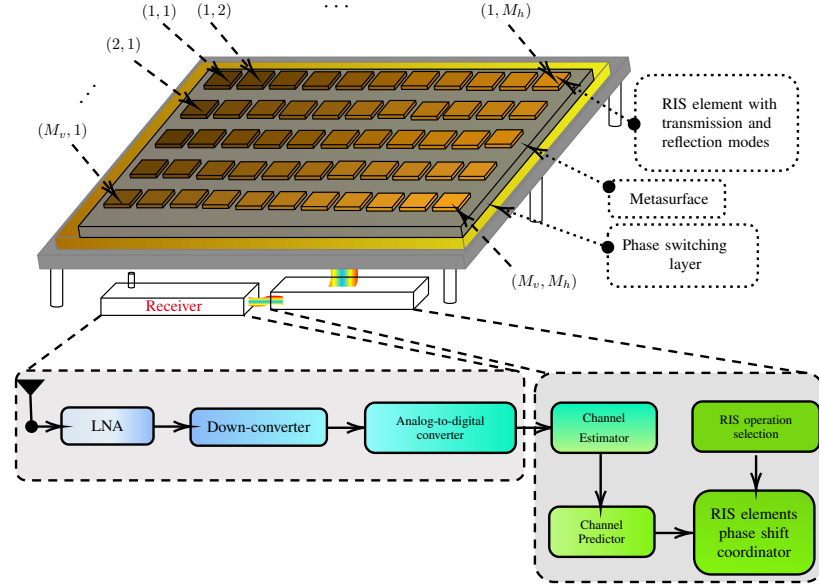 (1, 1)
(1, 2)
· · ·
(1, M_h)
(2, 1)
(M_v, 1)
RIS element with
transmission and
reflection modes
Metasurface
Phase switching
layer
(M_v, M_h)
Receiver
LNA
Down-converter
Analog-to-digital
converter
Channel
Estimator
RIS operation
selection
Channel
Predictor
RIS elements
phase shift
coordinator